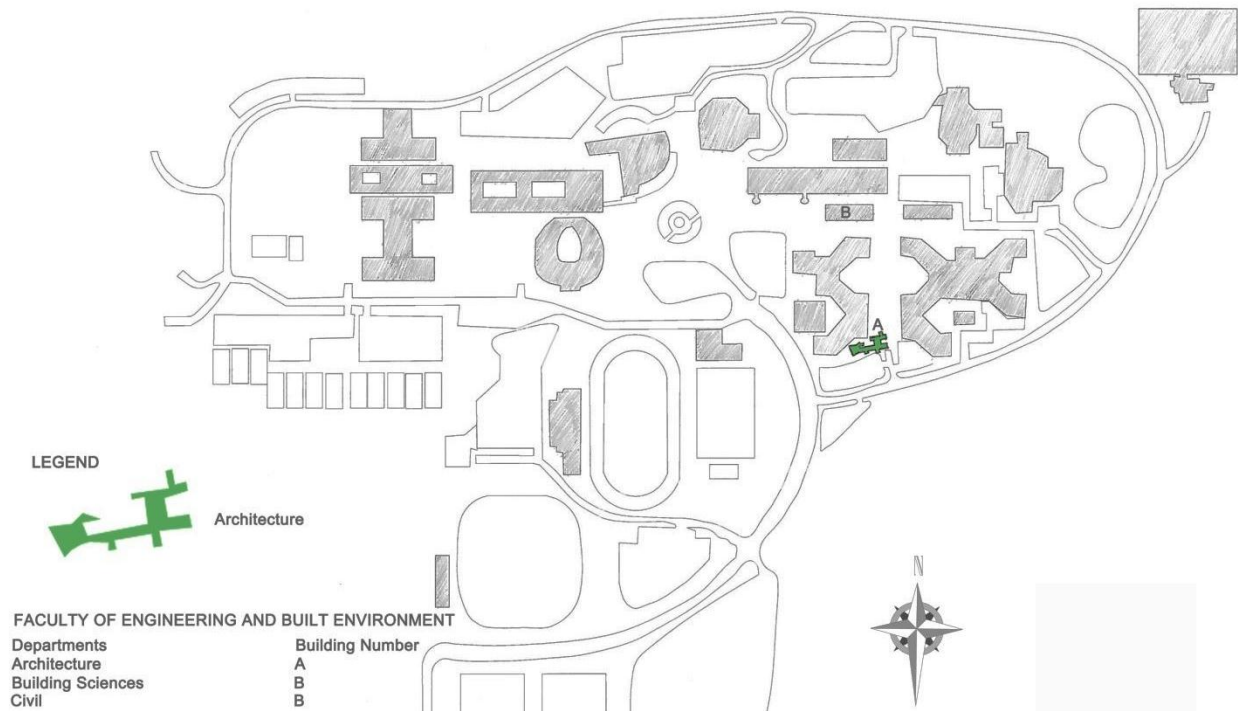 B
A
LEGEND
Architecture
N
FACULTY OF ENGINEERING AND BUILT ENVIRONMENT
Departments Building Number
Architecture A
Building Sciences B
Civil B